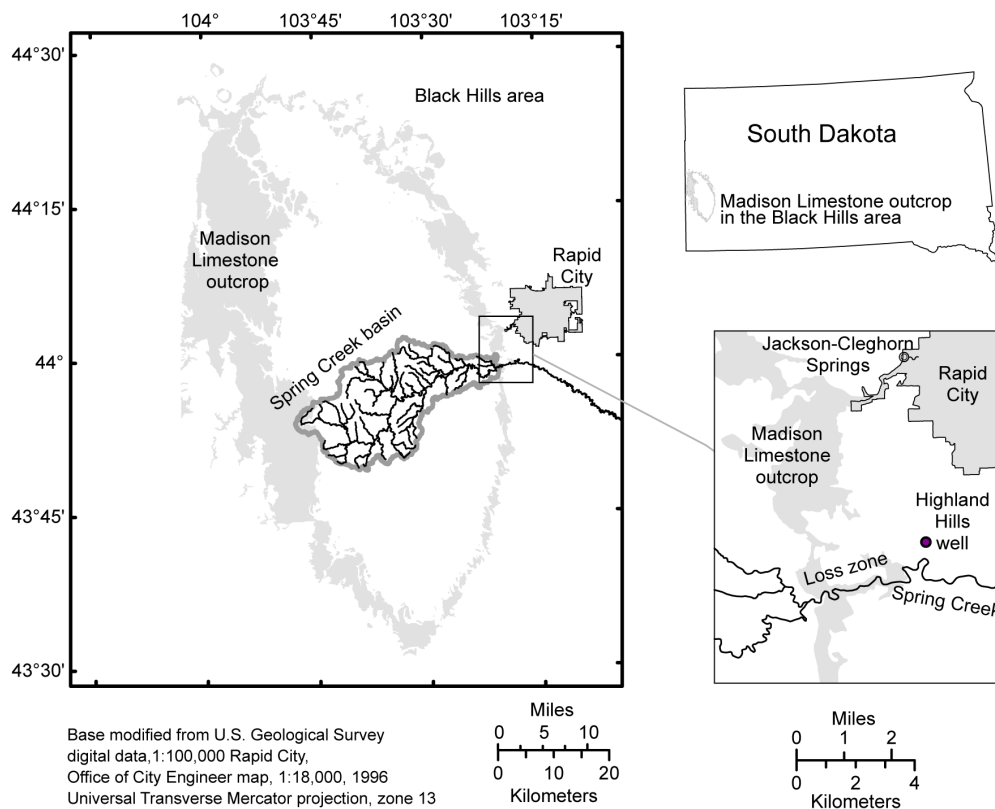 104° 103°45' 103°30' 103°15'
44°30'
44°15'
44°
43°45'
43°30'
Black Hills area
Madison
Limestone
outcrop
Rapid
City
Spring Creek basin
South Dakota
Madison Limestone outcrop
in the Black Hills area
Jackson-Cleghorn
Springs
Rapid
City
Madison
Limestone
outcrop
Highland
Hills
well
Loss zone
Spring Creek
Base modified from U.S. Geological Survey
digital data,1:100,000 Rapid City,
Office of City Engineer map, 1:18,000, 1996
Universal Transverse Mercator projection, zone 13
Miles
0 5 10
0 10 20
Kilometers
Miles
0 1 2
0 2 4
Kilometers